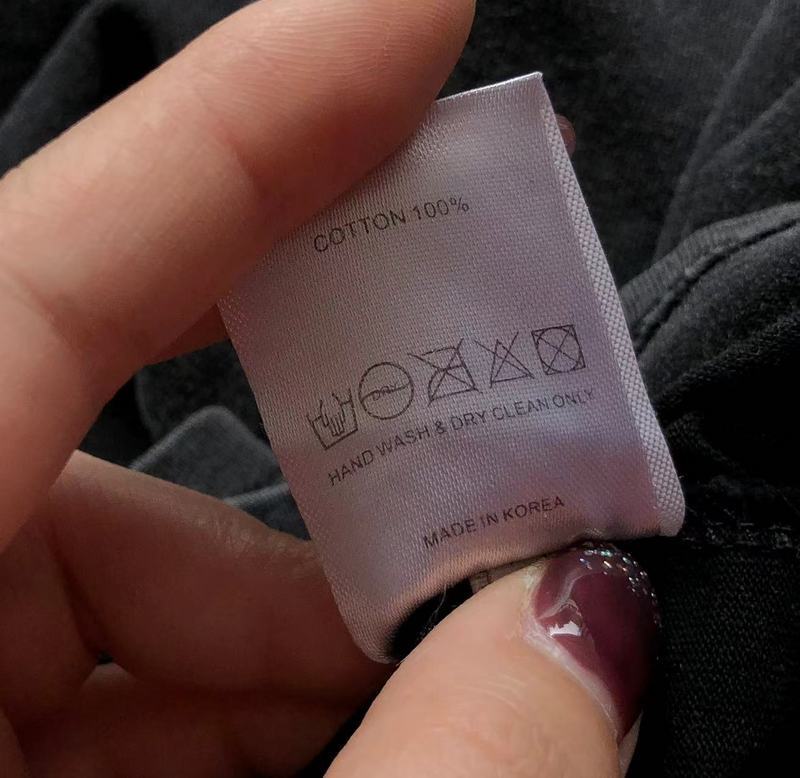 COTTON 100%
HAND WASH & DRY CLEAN ONLY
MADE IN KOREA